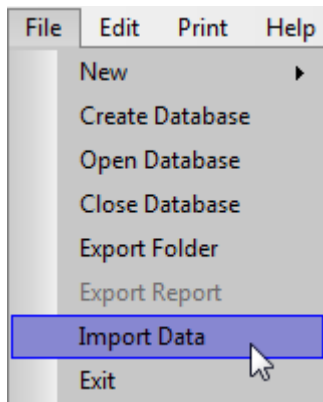 File Edit Print Help
New
Create Database
Open Database
Close Database
Export Folder
Export Report
Import Data
Exit